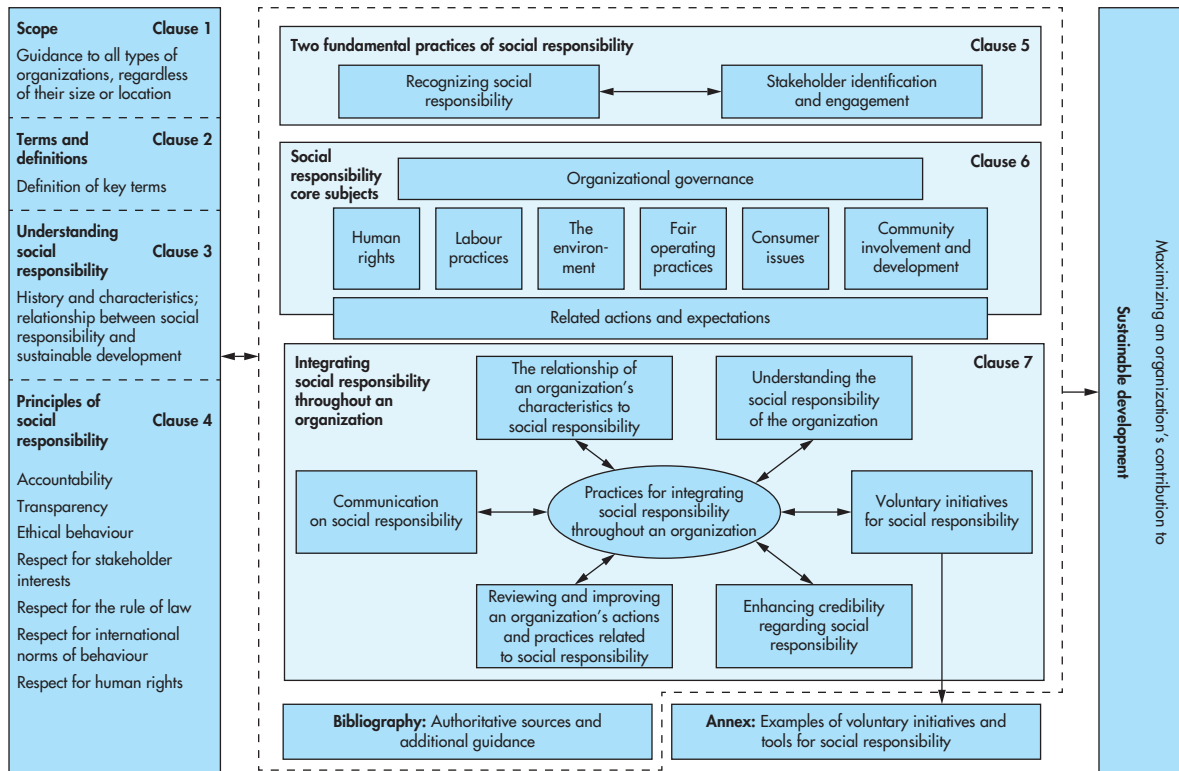 Scope Clause 1
Guidance to all types of
organizations, regardless
of their size or location
Terms and Clause 2
definitions
Definition of key terms
Understanding
social Clause 3
responsibility
History and characteristics;
relationship between social
responsibility and
sustainable development
Principles of
social Clause 4
responsibility
Accountability
Transparency
Ethical behaviour
Respect for stakeholder
interests
Respect for the rule of law
Respect for international
norms of behaviour
Respect for human rights
Two fundamental practices of social responsibility Clause 5
Recognizing social
responsibility
Stakeholder identification
and engagement
Social
responsibility
core subjects
Clause 6
Organizational governance
Human
rights
Labour
practices
The
environ-
ment
Fair
operating
practices
Consumer
issues
Community
involvement and
development
Related actions and expectations
Integrating
social responsibility
throughout an
organization
Clause 7
The relationship of
an organization's
characteristics to
social responsibility
Understanding the
social responsibility
of the organization
Communication
on social responsibility
Practices for integrating
social responsibility
throughout an organization
Voluntary initiatives
for social responsibility
Reviewing and improving
an organization's actions
and practices related
to social responsibility
Enhancing credibility
regarding social
responsibility
Bibliography: Authoritative sources and
additional guidance
Annex: Examples of voluntary initiatives and
tools for social responsibility
Maximizing an organization's contribution to
Sustainable development